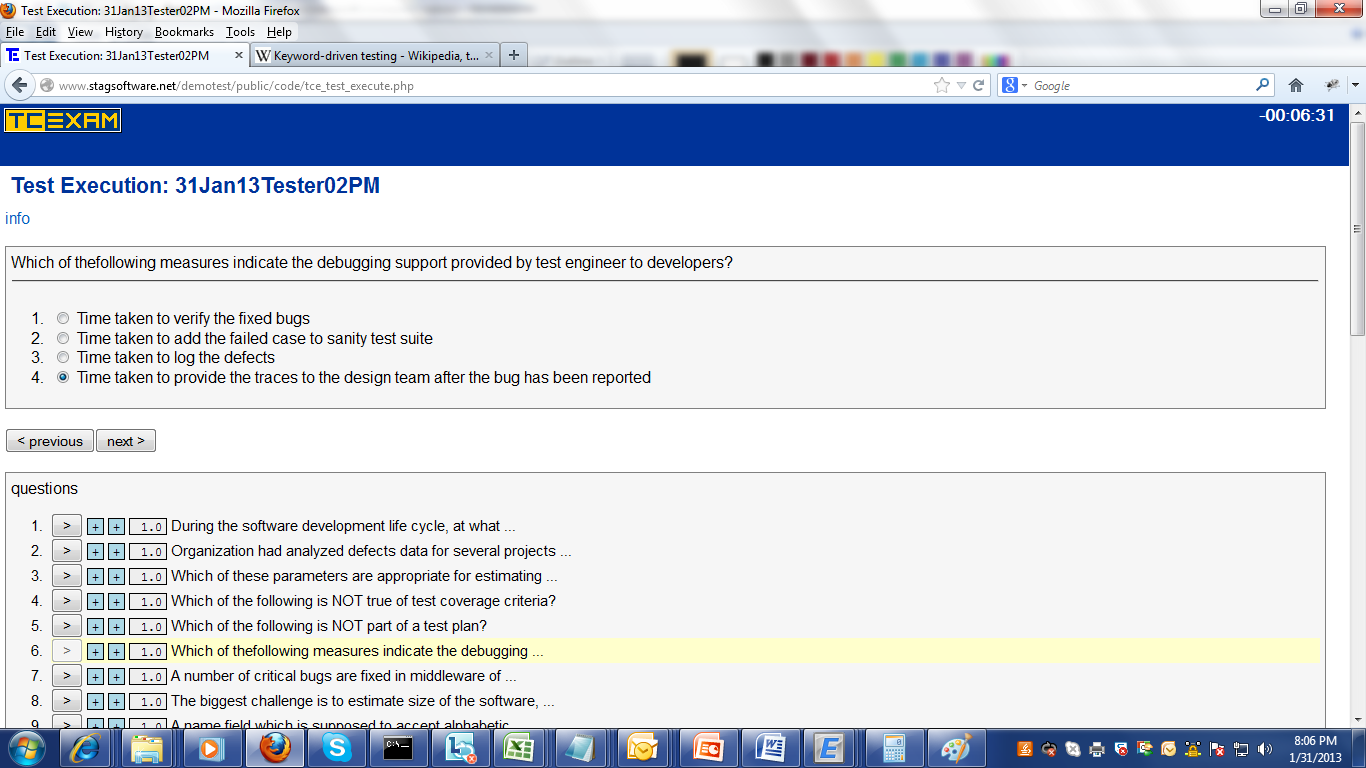 Test Execution: 31Jan13Tester02PM - Mozilla Firefox
File Edit View History Bookmarks Tools Help
Test Execution: 31Jan13Tester02PM × W Keyword-driven testing - Wikipedia, t... × +
www.stagsoftware.net/demotest/public/code/tce_test_execute.php Google
TCEXAM -00:06:31
Test Execution: 31Jan13Tester02PM
info
Which of thefollowing measures indicate the debugging support provided by test engineer to developers?
1. Time taken to verify the fixed bugs
2. Time taken to add the failed case to sanity test suite
3. Time taken to log the defects
4. Time taken to provide the traces to the design team after the bug has been reported
< previous next >
questions
1. > + + 1.0 During the software development life cycle, at what ...
2. > + + 1.0 Organization had analyzed defects data for several projects ...
3. > + + 1.0 Which of these parameters are appropriate for estimating ...
4. > + + 1.0 Which of the following is NOT true of test coverage criteria?
5. > + + 1.0 Which of the following is NOT part of a test plan?
6. > + + 1.0 Which of thefollowing measures indicate the debugging ...
7. > + + 1.0 A number of critical bugs are fixed in middleware of ...
8. > + + 1.0 The biggest challenge is to estimate size of the software, ...
9. > + + 1.0 A name field which is supposed to accept alphabetic
8:06 PM
1/31/2013